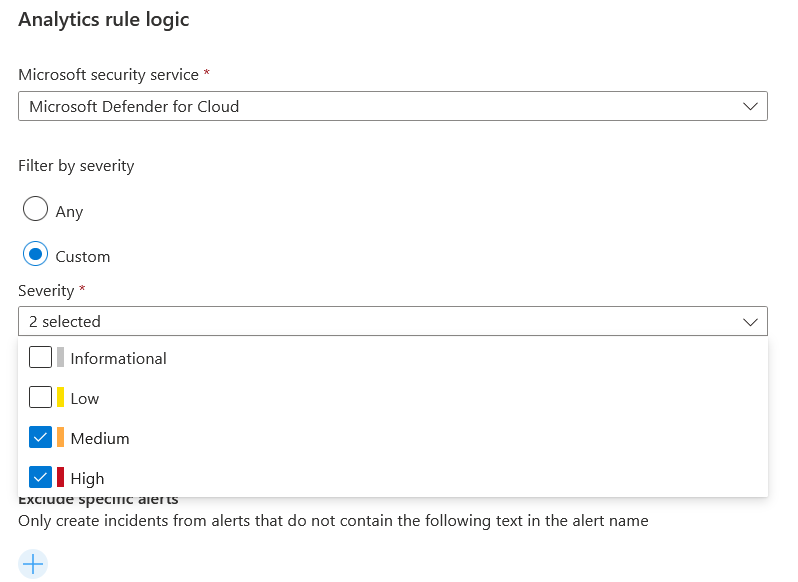 Analytics rule logic
Microsoft security service *
Microsoft Defender for Cloud
Filter by severity
Any
Custom
Severity *
2 selected
Informational
Low
Medium
High
Exclude specific alerts
Only create incidents from alerts that do not contain the following text in the alert name